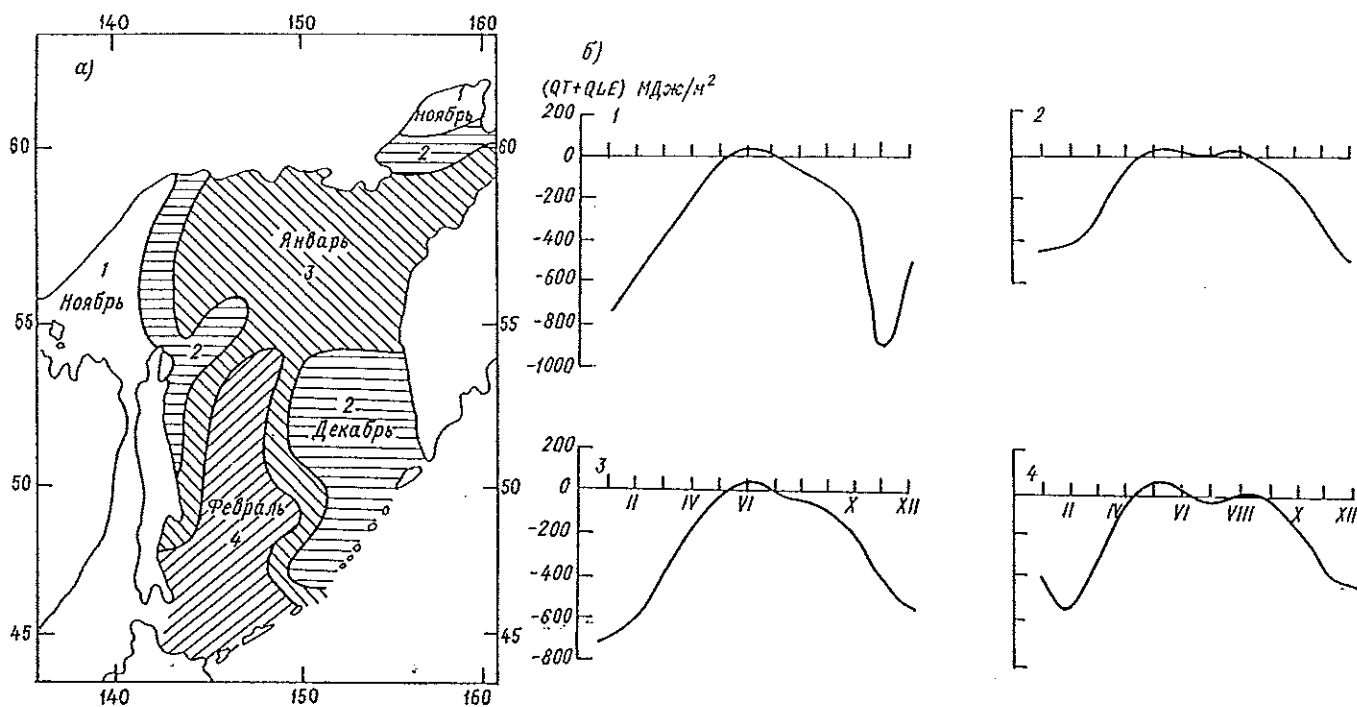 140 150 160
а)
1
ноябрь
2
60 60
Январь
3
1
Ноябрь
55 55
2
2
Декабрь
50 50
Февраль
4
45 45
140 150 160
б)
(QT+QLE) МДж/м²
200
0
-200
-400
-600
-800
-1000
1
2
200
0
-200
-400
-600
-800
3
II IV VI X XII
4
II IV VI VIII X XII